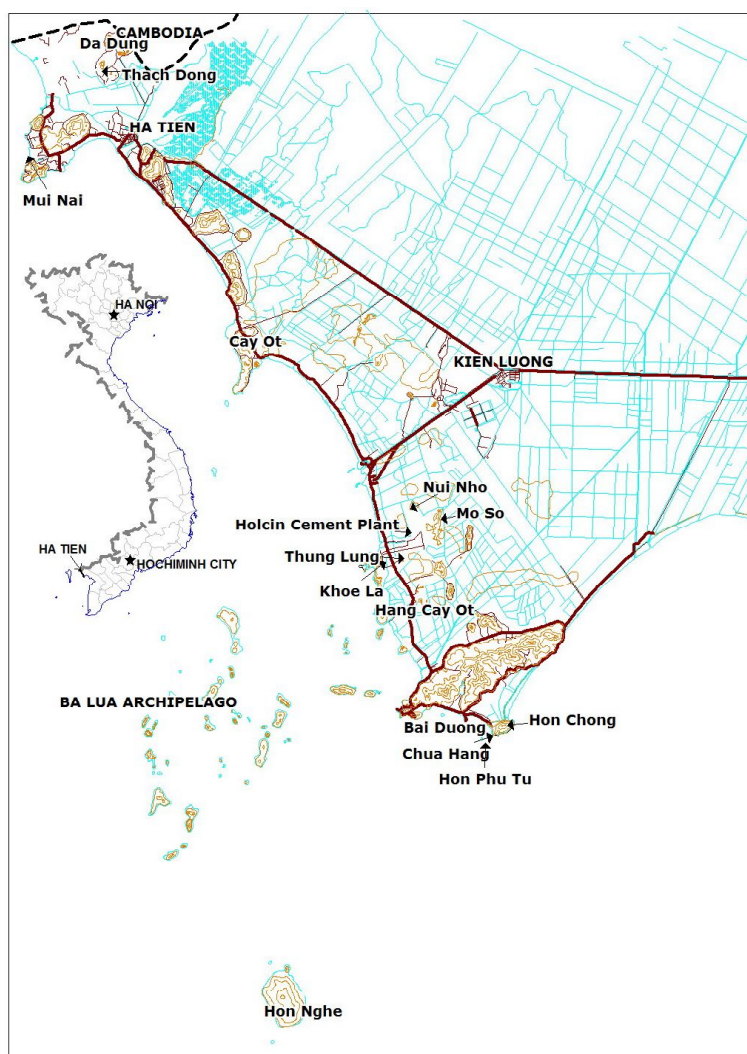 CAMBODIA
Da Dung
Thach Dong
HA TIEN
Mui Nai
HA NOI
Cay Ot
KIEN LUONG
Nui Nho
Mo So
Holcin Cement Plant
Thung Lung
HA TIEN
HOCHIMINH CITY
Khoe La
Hang Cay Ot
BA LUA ARCHIPELAGO
Bai Duong
Hon Chong
Chua Hang
Hon Phu Tu
Hon Nghe